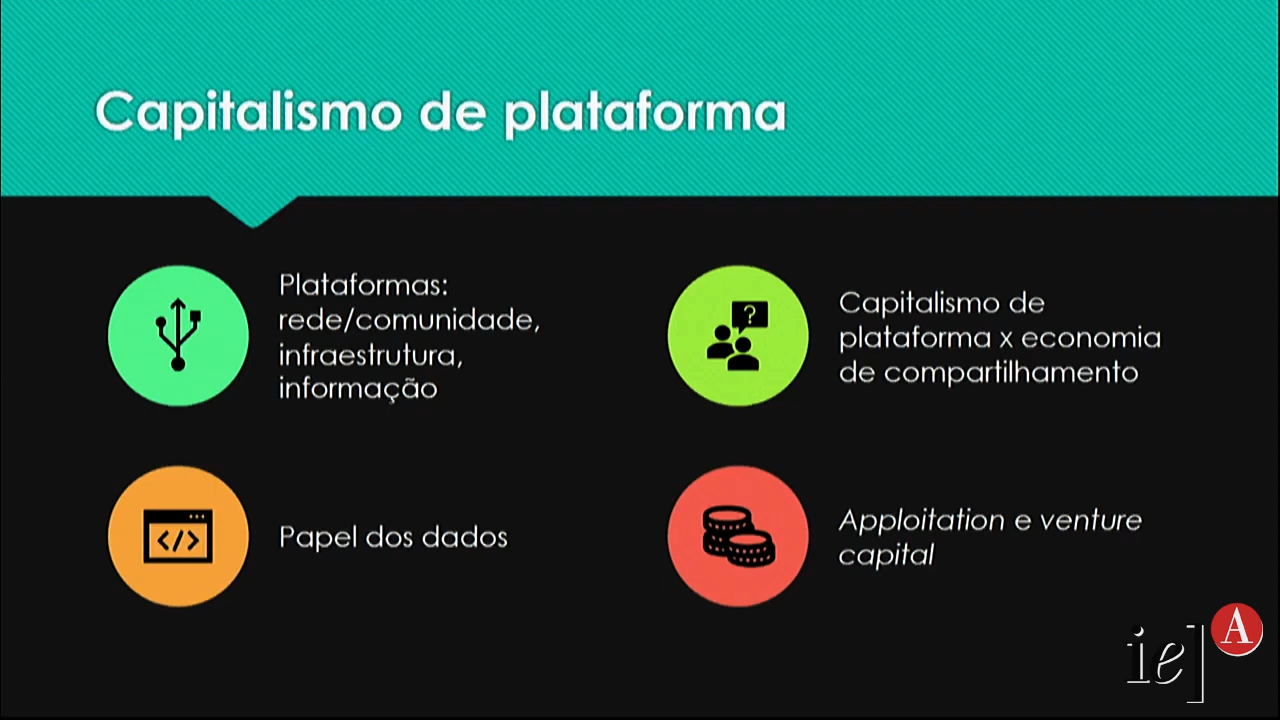 Capitalismo de plataforma
Plataformas:
rede/comunidade,
infraestrutura,
informação
?
Capitalismo de
plataforma x economia
de compartilhamento
</>
Papel dos dados
Apploitation e venture
capital
ie] A